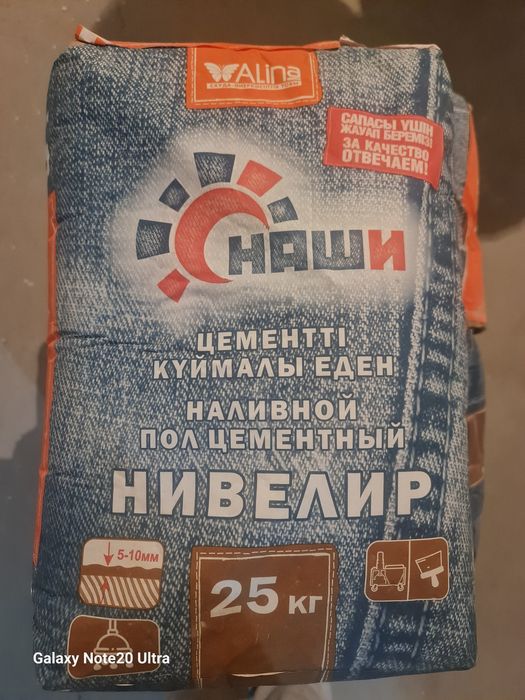 ALina
САПАСЫ ҮШІН
ЖАУАП БЕРЕМІЗ!
ЗА КАЧЕСТВО
ОТВЕЧАЕМ!
НАШИ
ЦЕМЕНТТІ
КҮЙМАЛЫ ЕДЕН
НАЛИВНОЙ
ПОЛ ЦЕМЕНТНЫЙ
НИВЕЛИР
5-10мм
25 кг
Galaxy Note20 Ultra